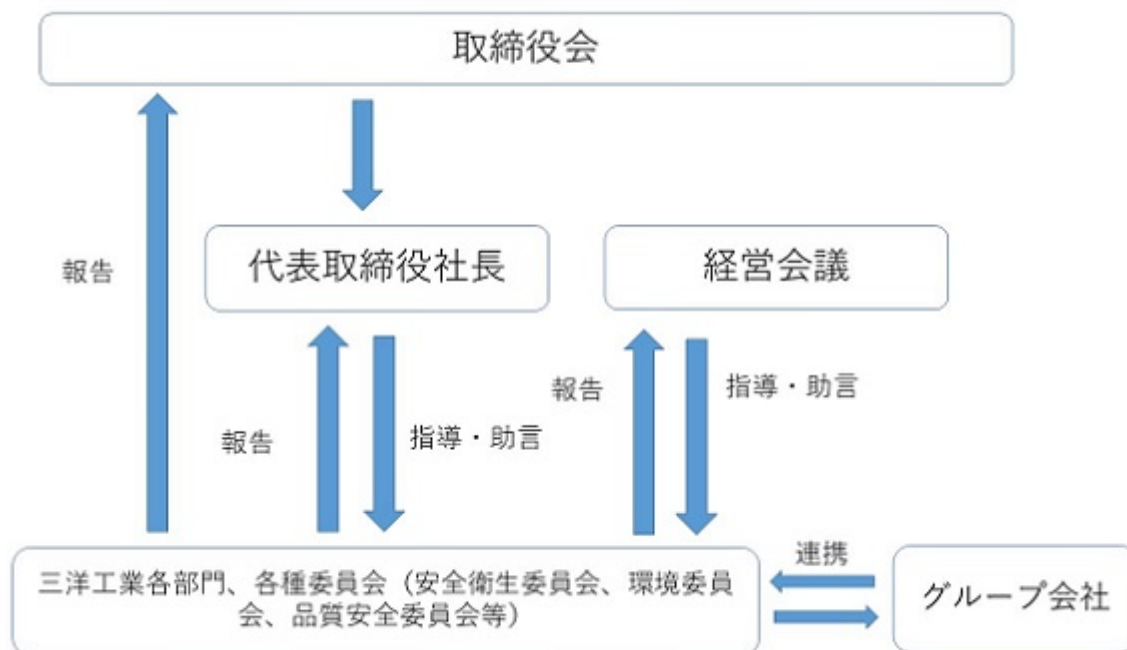 取締役会
代表取締役社長
経営会議
報告
報告
指導・助言
報告
指導・助言
三洋工業各部門、各種委員会（安全衛生委員会、環境委員
会、品質安全委員会等）
連携
グループ会社